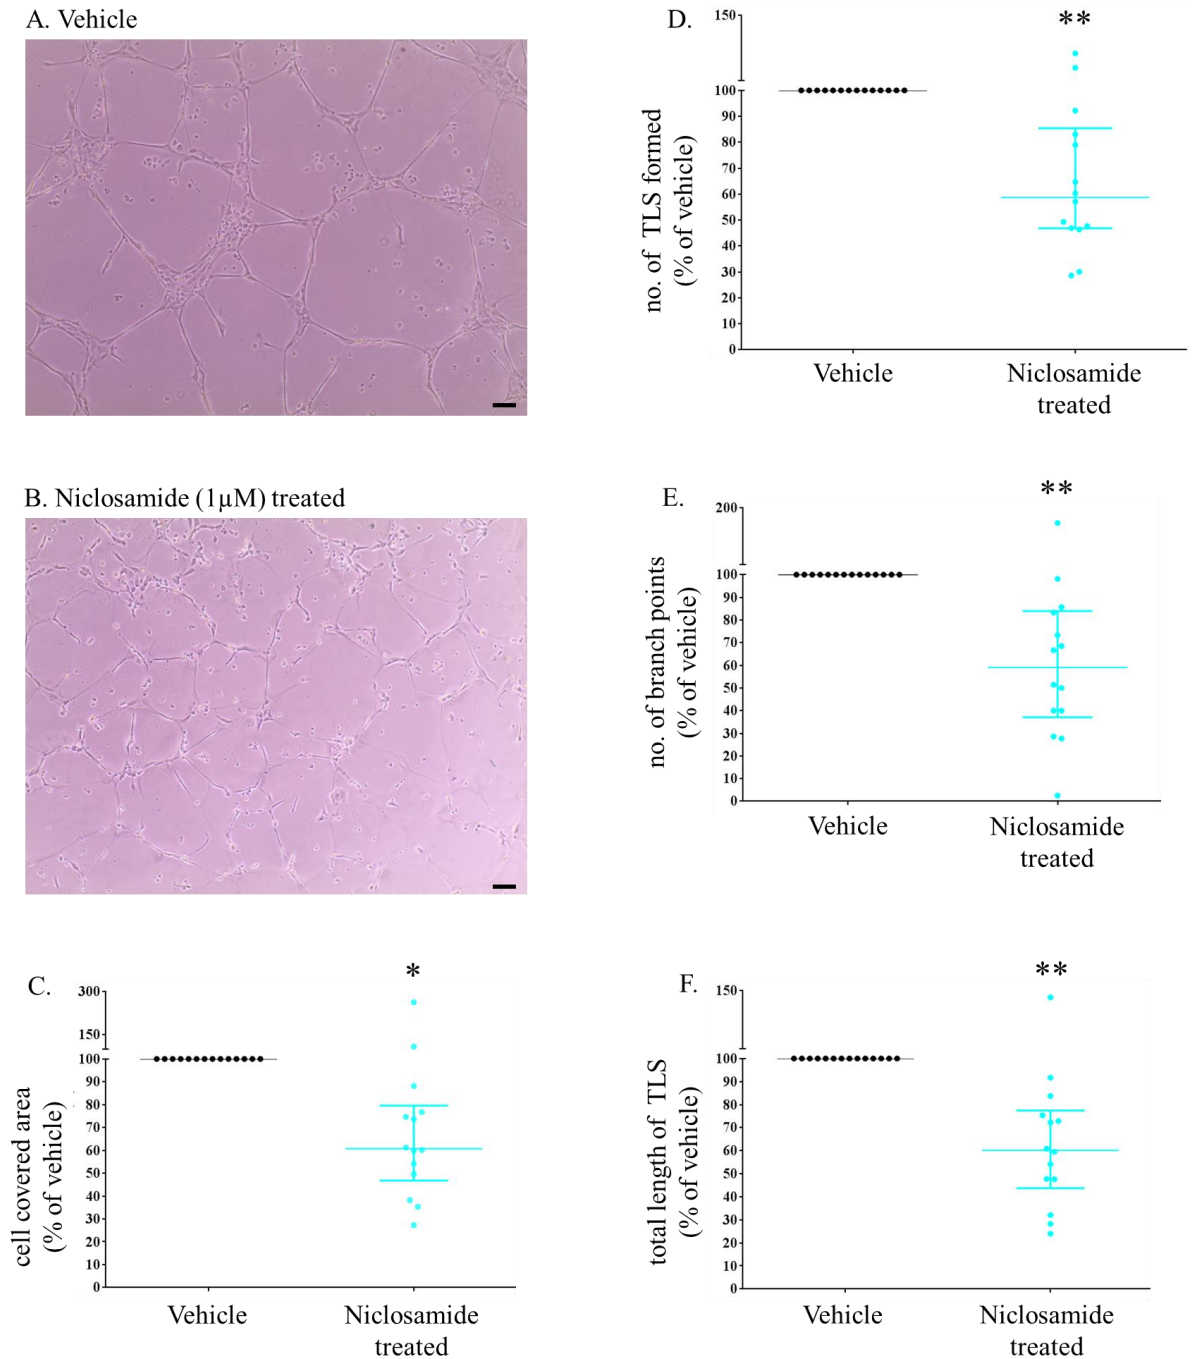 A. Vehicle
B. Niclosamide (1µM) treated
C.
*
300
150
100
90
80
70
60
50
40
30
20
10
0
cell covered area
(% of vehicle)
Vehicle
Niclosamide
treated
D.
**
150
100
90
80
70
60
50
40
30
20
10
0
no. of TLS formed
(% of vehicle)
Vehicle
Niclosamide
treated
E.
**
200
100
90
80
70
60
50
40
30
20
10
0
no. of branch points
(% of vehicle)
Vehicle
Niclosamide
treated
F.
**
150
100
90
80
70
60
50
40
30
20
10
0
total length of TLS
(% of vehicle)
Vehicle
Niclosamide
treated